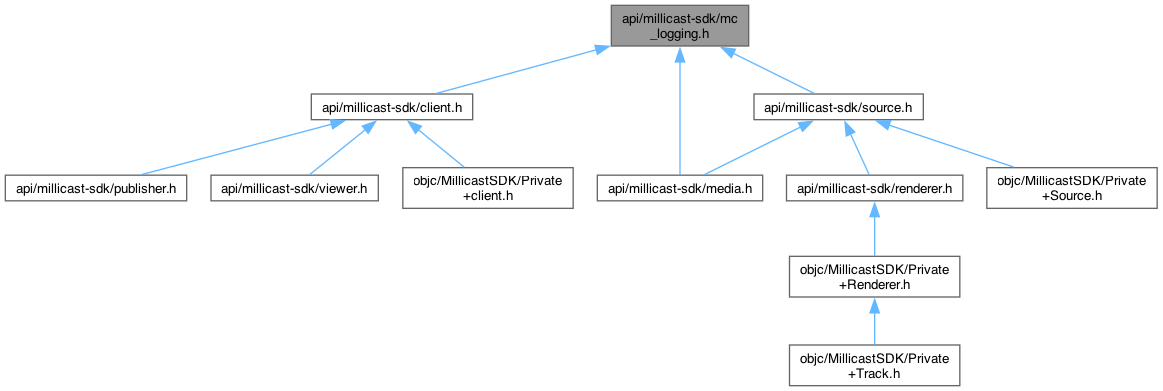 api/millicast-sdk/mc
_logging.h
api/millicast-sdk/client.h
api/millicast-sdk/source.h
api/millicast-sdk/publisher.h
api/millicast-sdk/viewer.h
objc/MillicastSDK/Private
+client.h
api/millicast-sdk/media.h
api/millicast-sdk/renderer.h
objc/MillicastSDK/Private
+Source.h
objc/MillicastSDK/Private
+Renderer.h
objc/MillicastSDK/Private
+Track.h